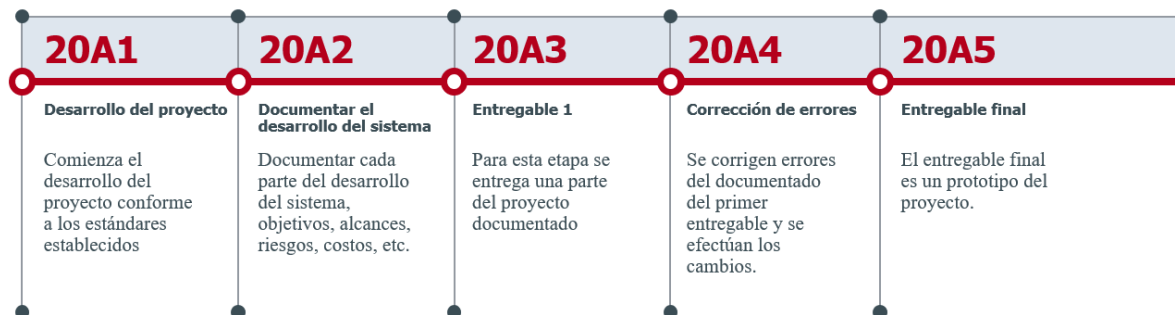 20A1
Desarrollo del proyecto
Comienza el
desarrollo del
proyecto conforme
a los estándares
establecidos
20A2
Documentar el
desarrollo del sistema
Documentar cada
parte del desarrollo
del sistema,
objetivos, alcances,
riesgos, costos, etc.
20A3
Entregable 1
Para esta etapa se
entrega una parte
del proyecto
documentado
20A4
Corrección de errores
Se corrigen errores
del documentado
del primer
entregable y se
efectúan los
cambios.
20A5
Entregable final
El entregable final
es un prototipo del
proyecto.